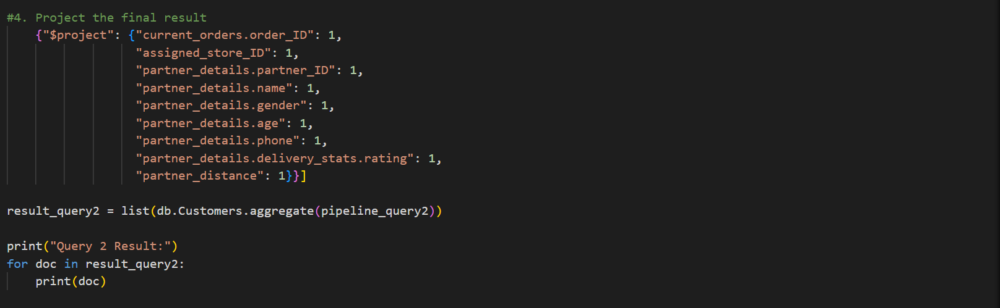 #4. Project the final result
{"$project": {"current_orders.order_ID": 1,
"assigned_store_ID": 1,
"partner_details.partner_ID": 1,
"partner_details.name": 1,
"partner_details.gender": 1,
"partner_details.age": 1,
"partner_details.phone": 1,
"partner_details.delivery_stats.rating": 1,
"partner_distance": 1}}]
result_query2 = list(db.Customers.aggregate(pipeline_query2))
print("Query 2 Result:")
for doc in result_query2:
print(doc)